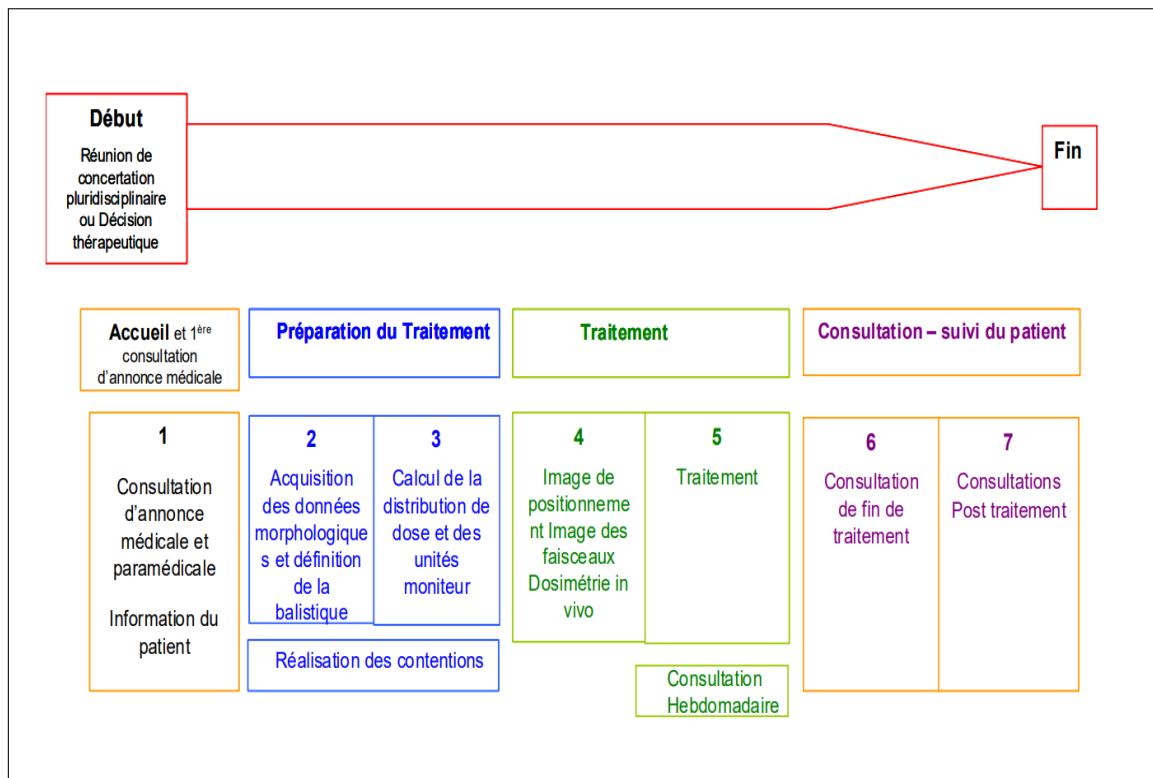 Début
Réunion de
concertation
pluridisciplinaire
ou Décision
thérapeutique
Fin
Accueil et 1ère
consultation
d'annonce médicale
Préparation du Traitement
Traitement
Consultation – suivi du patient
1
Consultation
d'annonce
médicale et
paramédicale
Information du
patient
2
Acquisition
des données
morphologique
s et définition
de la
balistique
3
Calcul de la
distribution de
dose et des
unités
moniteur
Réalisation des contentions
4
Image de
positionneme
nt Image des
faisceaux
Dosimétrie in
vivo
5
Traitement
Consultation
Hebdomadaire
6
Consultation
de fin de
traitement
7
Consultations
Post traitement